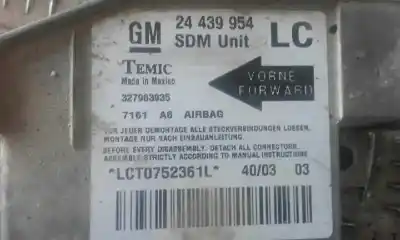 GM 24 439 954 LC
SDM Unit
TEMIC
Made in Mexico
VORNE
FORWARD
327963935
7161 A6 AIRBAG
VOR JEDER DEMONTAGE ALLE STECKVERBINDUNGEN LOESEN.
MONTAGE NUR NACH EINBAUANLEITUNG.
BEFORE EVERY DISASSEMBLY, DETACH ALL CONNECTORS.
ASSEMBLE STRICTLY ACCORDING TO MANUAL INSTRUCTIONS
*LCT0752361L* 40/03 03